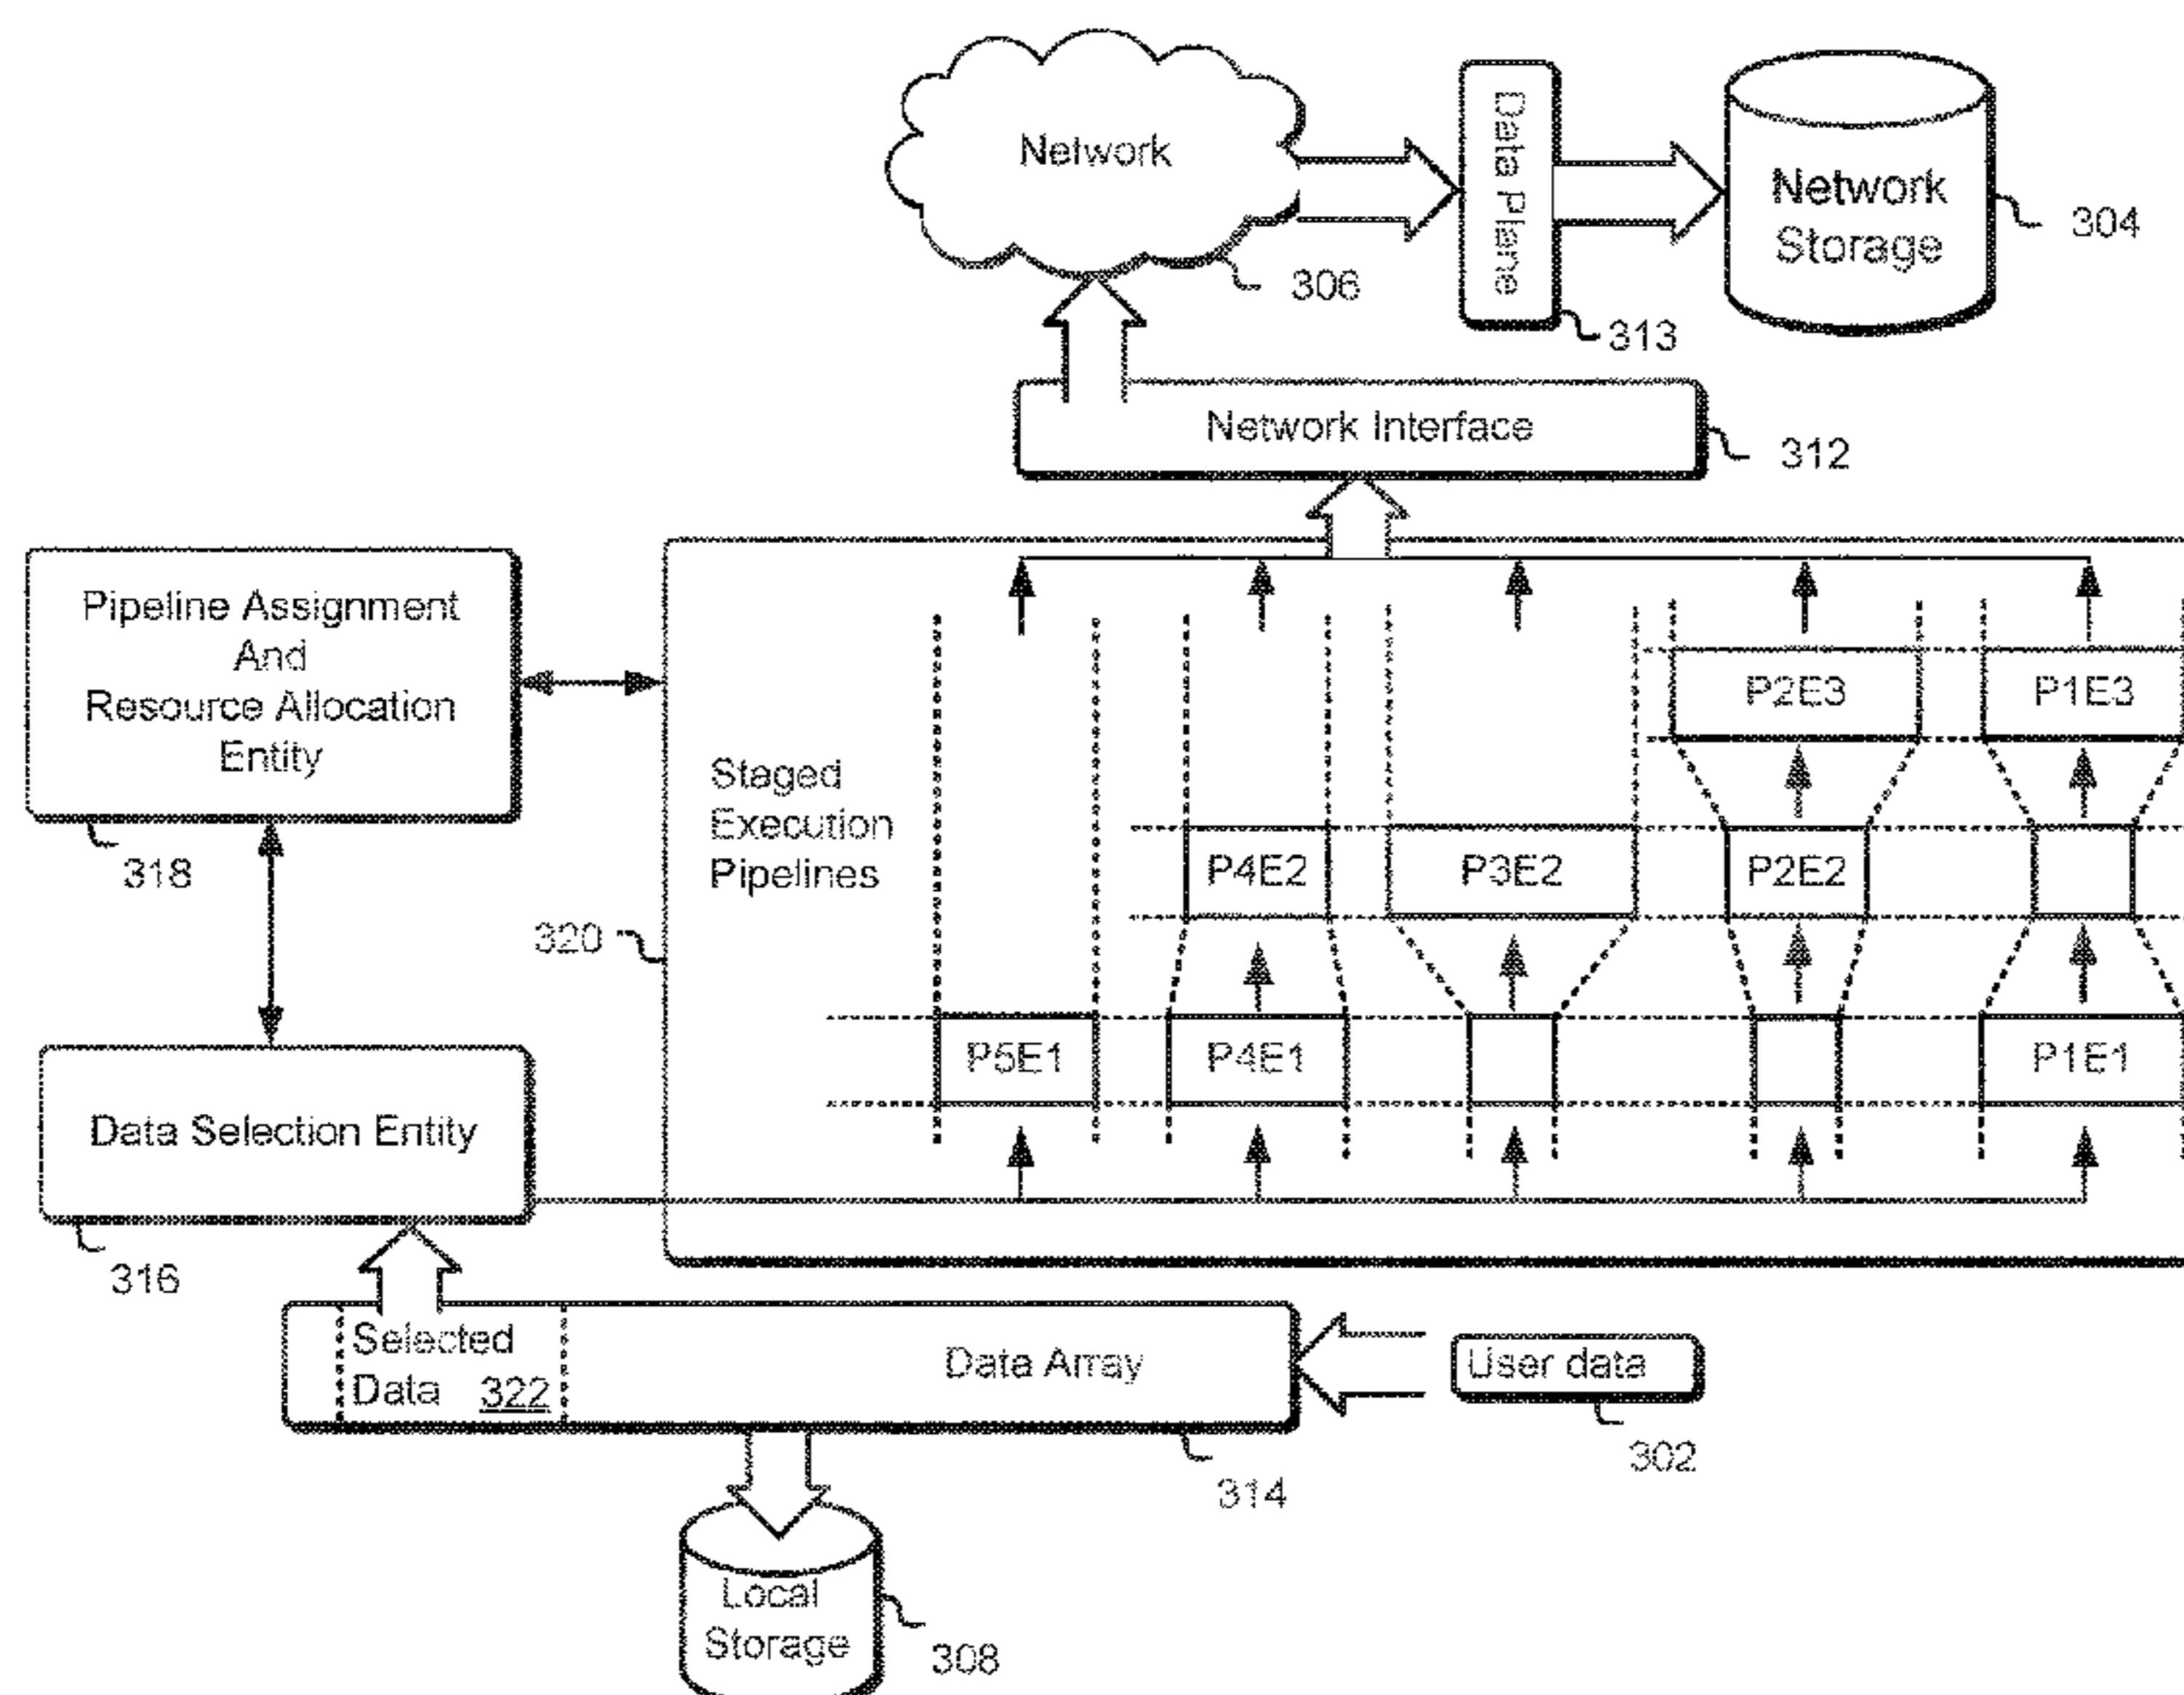 Network
Data Plane
Network
Storage
304
306
313
Network Interface
312
Pipeline Assignment
And
Resource Allocation
Entity
318
Staged
Execution
Pipelines
P2E3
P1E3
P4E2
P3E2
P2E2
320
P5E1
P4E1
P1E1
Data Selection Entity
316
Selected
Data 322
Data Array
User data
302
314
Local
Storage
308